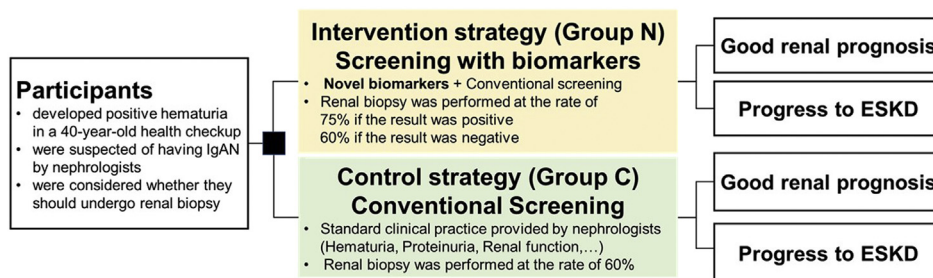 Participants
• developed positive hematuria
in a 40-year-old health checkup
• were suspected of having IgAN
by nephrologists
• were considered whether they
should undergo renal biopsy
Intervention strategy (Group N)
Screening with biomarkers
• Novel biomarkers + Conventional screening
• Renal biopsy was performed at the rate of
75% if the result was positive
60% if the result was negative
Good renal prognosis
Progress to ESKD
Control strategy (Group C)
Conventional Screening
• Standard clinical practice provided by nephrologists
(Hematuria, Proteinuria, Renal function,…)
• Renal biopsy was performed at the rate of 60%
Good renal prognosis
Progress to ESKD